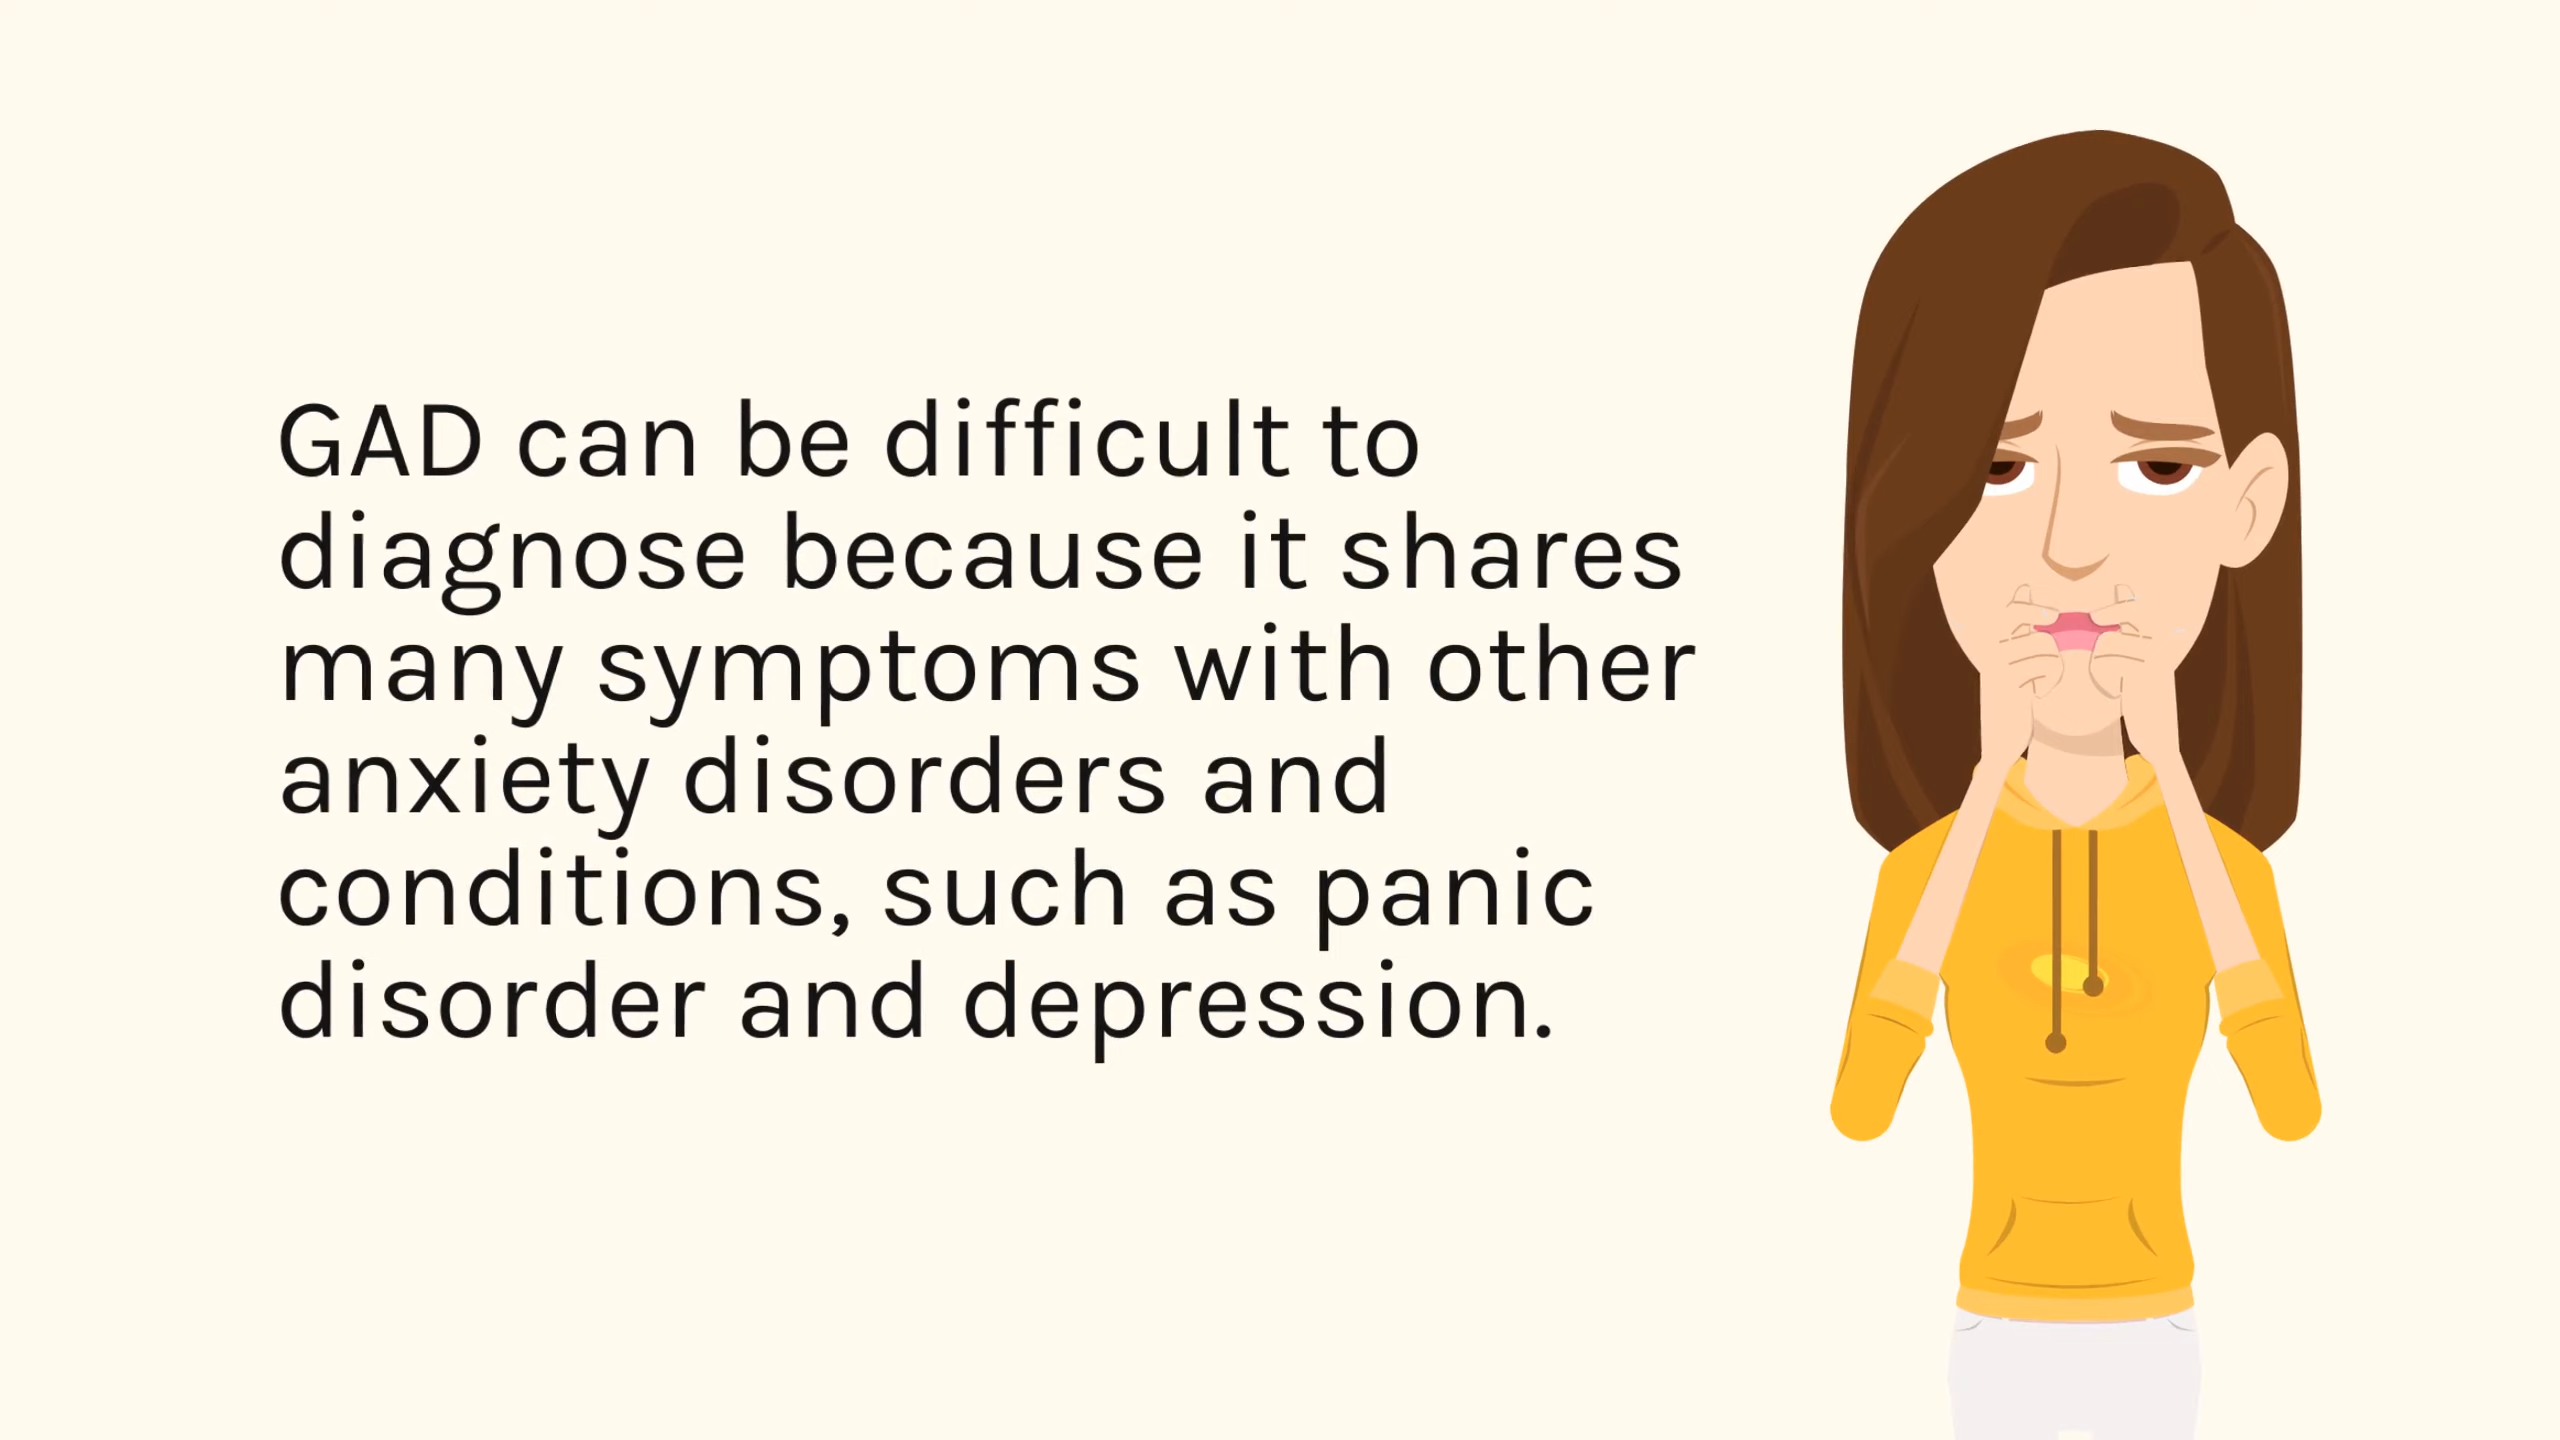 GAD can be difficult to
diagnose because it shares
many symptoms with other
anxiety disorders and
conditions, such as panic
disorder and depression.